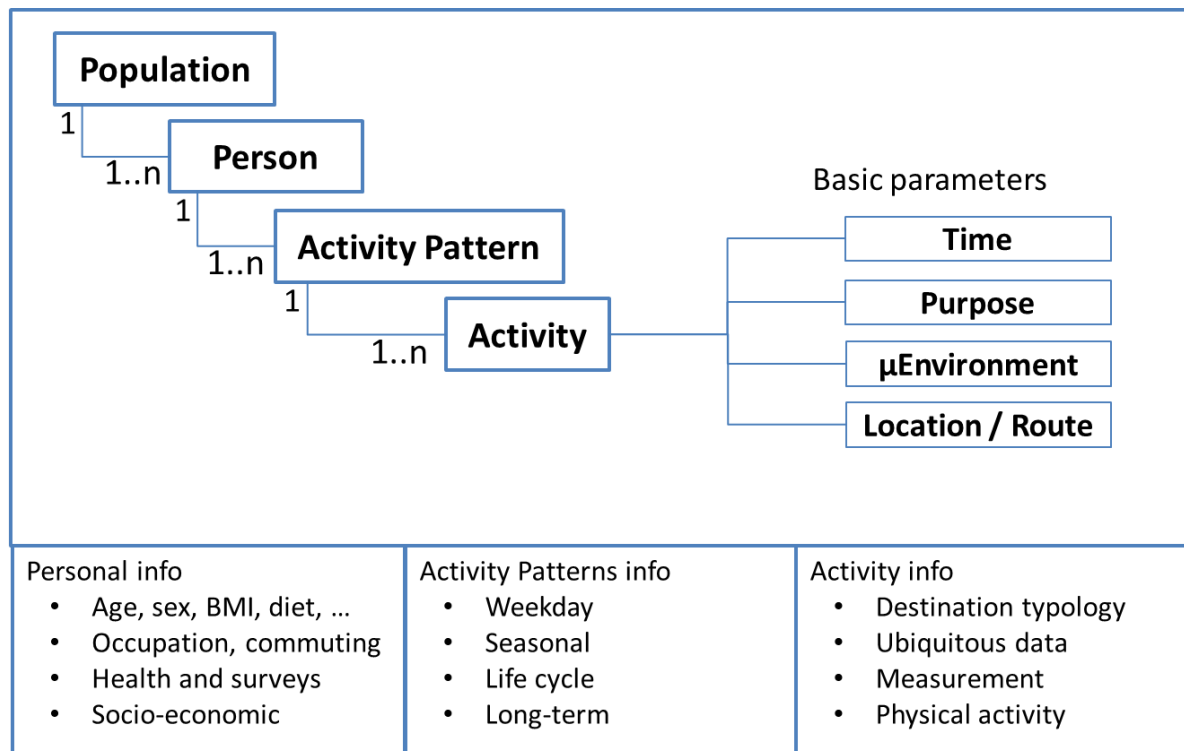 Population
1
1..n
Person
1
1..n
Activity Pattern
1
1..n
Activity
Basic parameters
Time
Purpose
µEnvironment
Location / Route
Personal info
• Age, sex, BMI, diet, ...
• Occupation, commuting
• Health and surveys
• Socio-economic
Activity Patterns info
• Weekday
• Seasonal
• Life cycle
• Long-term
Activity info
• Destination typology
• Ubiquitous data
• Measurement
• Physical activity